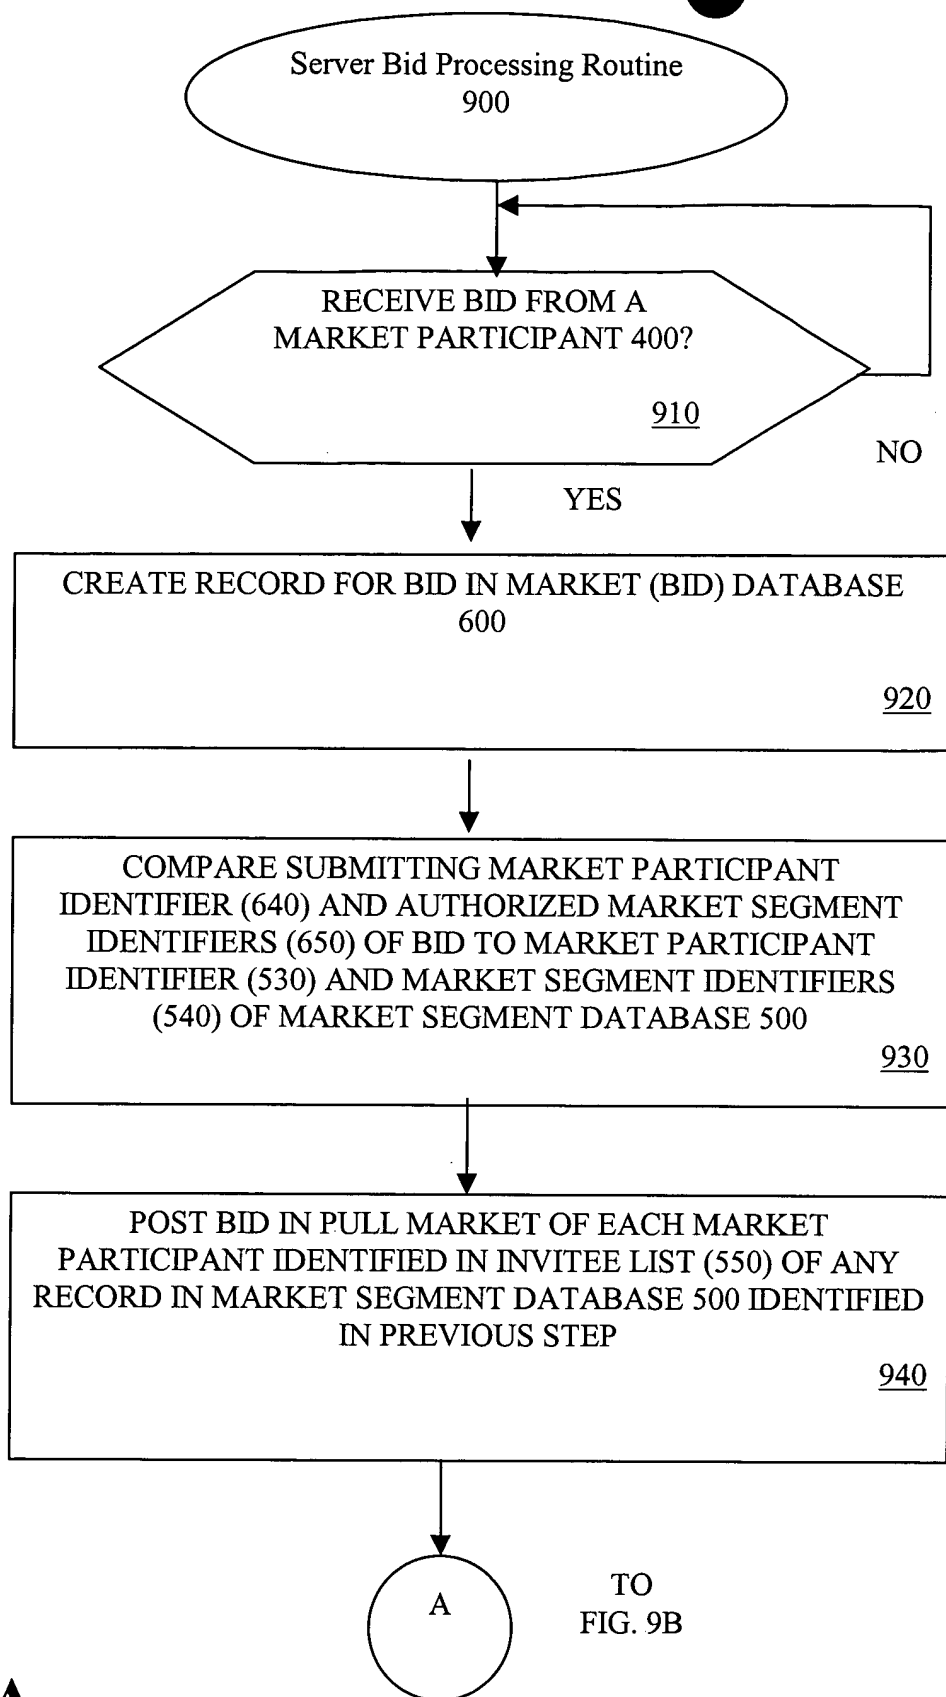 Server Bid Processing Routine
900
RECEIVE BID FROM A
MARKET PARTICIPANT 400?
910
NO
YES
CREATE RECORD FOR BID IN MARKET (BID) DATABASE
600
920
COMPARE SUBMITTING MARKET PARTICIPANT
IDENTIFIER (640) AND AUTHORIZED MARKET SEGMENT
IDENTIFIERS (650) OF BID TO MARKET PARTICIPANT
IDENTIFIER (530) AND MARKET SEGMENT IDENTIFIERS
(540) OF MARKET SEGMENT DATABASE 500
930
POST BID IN PULL MARKET OF EACH MARKET
PARTICIPANT IDENTIFIED IN INVITEE LIST (550) OF ANY
RECORD IN MARKET SEGMENT DATABASE 500 IDENTIFIED
IN PREVIOUS STEP
940
A
TO
FIG. 9B